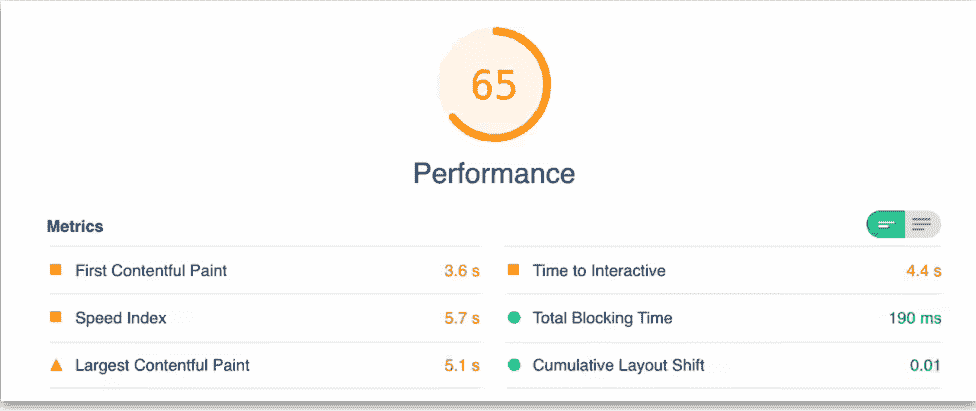 65
Performance
Metrics
First Contentful Paint 3.6 s
Time to Interactive 4.4 s
Speed Index 5.7 s
Total Blocking Time 190 ms
Largest Contentful Paint 5.1 s
Cumulative Layout Shift 0.01